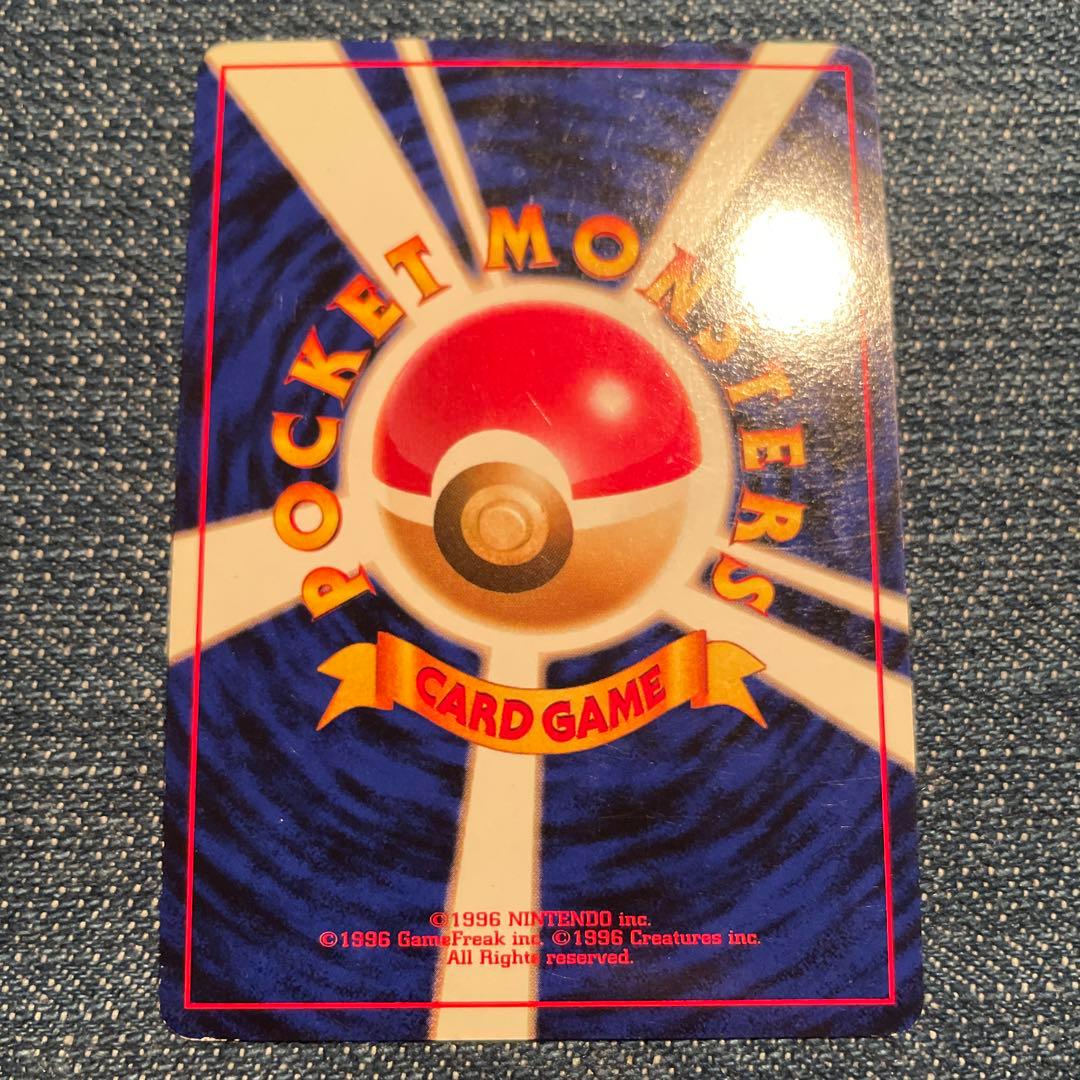 POCKET MONSTERS
CARD GAME
©1996 NINTENDO inc.
©1996 GameFreak inc. ©1996 Creatures inc.
All Rights reserved.